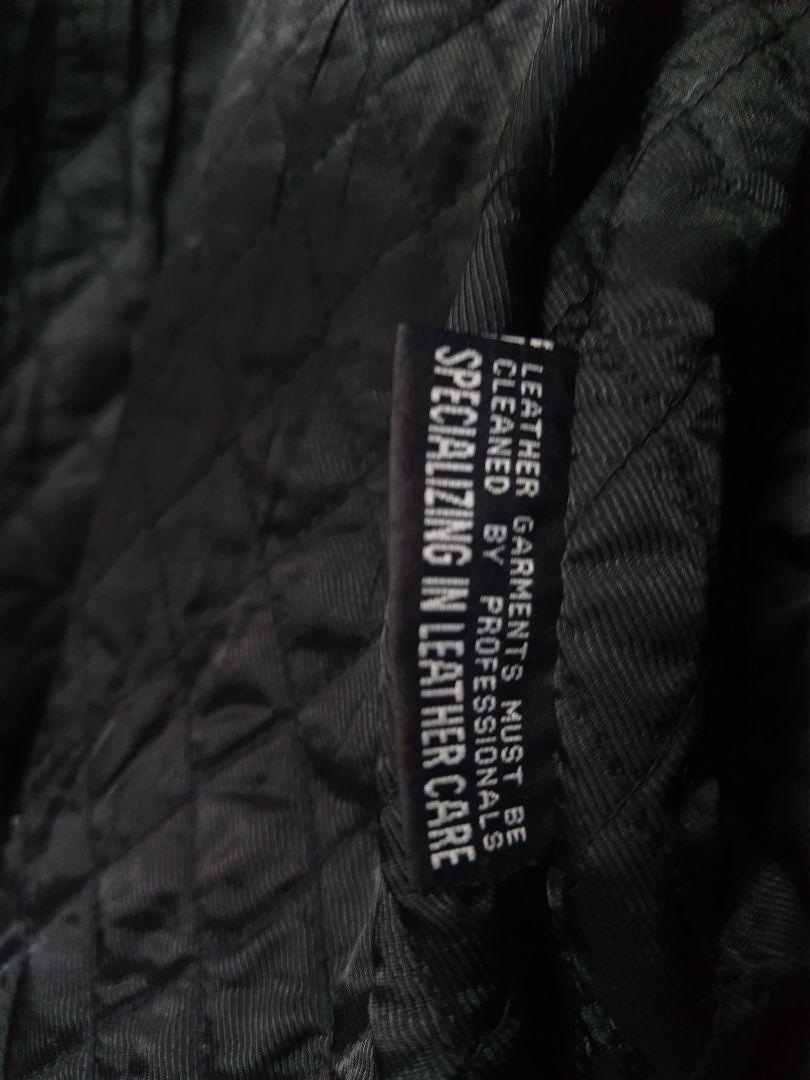 LEATHER GARMENTS MUST BE
CLEANED BY PROFESSIONALS
SPECIALIZING IN LEATHER CARE